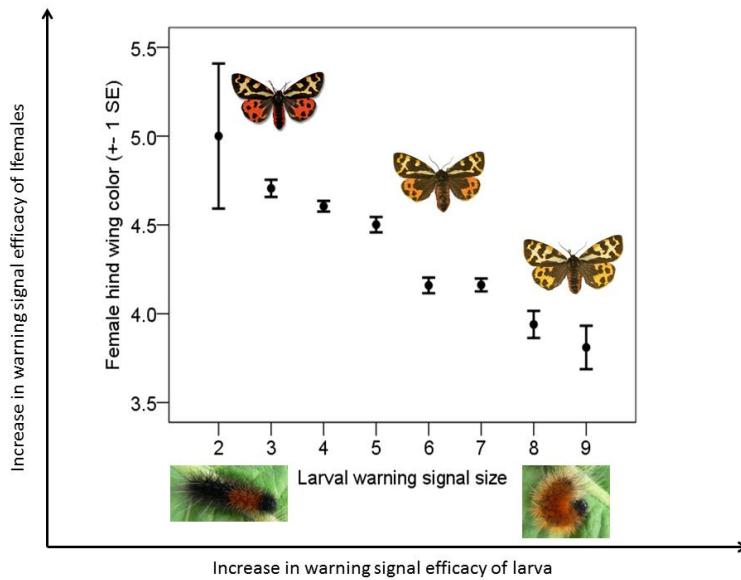 Increase in warning signal efficacy of lfemales
Female hind wing color (+- 1 SE)
5.5
5.0
4.5
4.0
3.5
2 3 4 5 6 7 8 9
Larval warning signal size
Increase in warning signal efficacy of larva